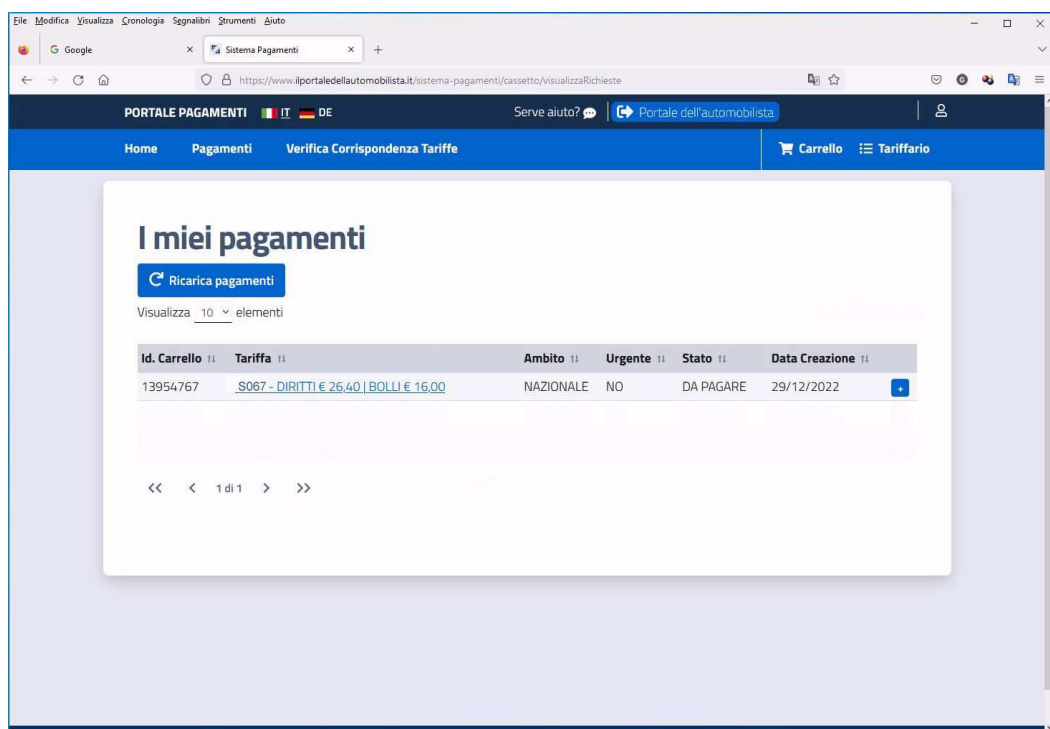 File Modifica Visualizza Cronologia Segnalibri Strumenti Aiuto
Google Sistema Pagamenti
https://www.ilportaledellautomobilista.it/sistema-pagamenti/cassetto/visualizzaRichieste
PORTALE PAGAMENTI IT DE Serve aiuto? Portale dell'automobilista
Home Pagamenti Verifica Corrispondenza Tariffe Carrello Tariffario
I miei pagamenti
Ricarica pagamenti
Visualizza 10 elementi
Id. Carrello Tariffa Ambito Urgente Stato Data Creazione
13954767 S067 - DIRITTI € 26,40 | BOLLI € 16,00 NAZIONALE NO DA PAGARE 29/12/2022 +
<< < 1 di 1 > >>